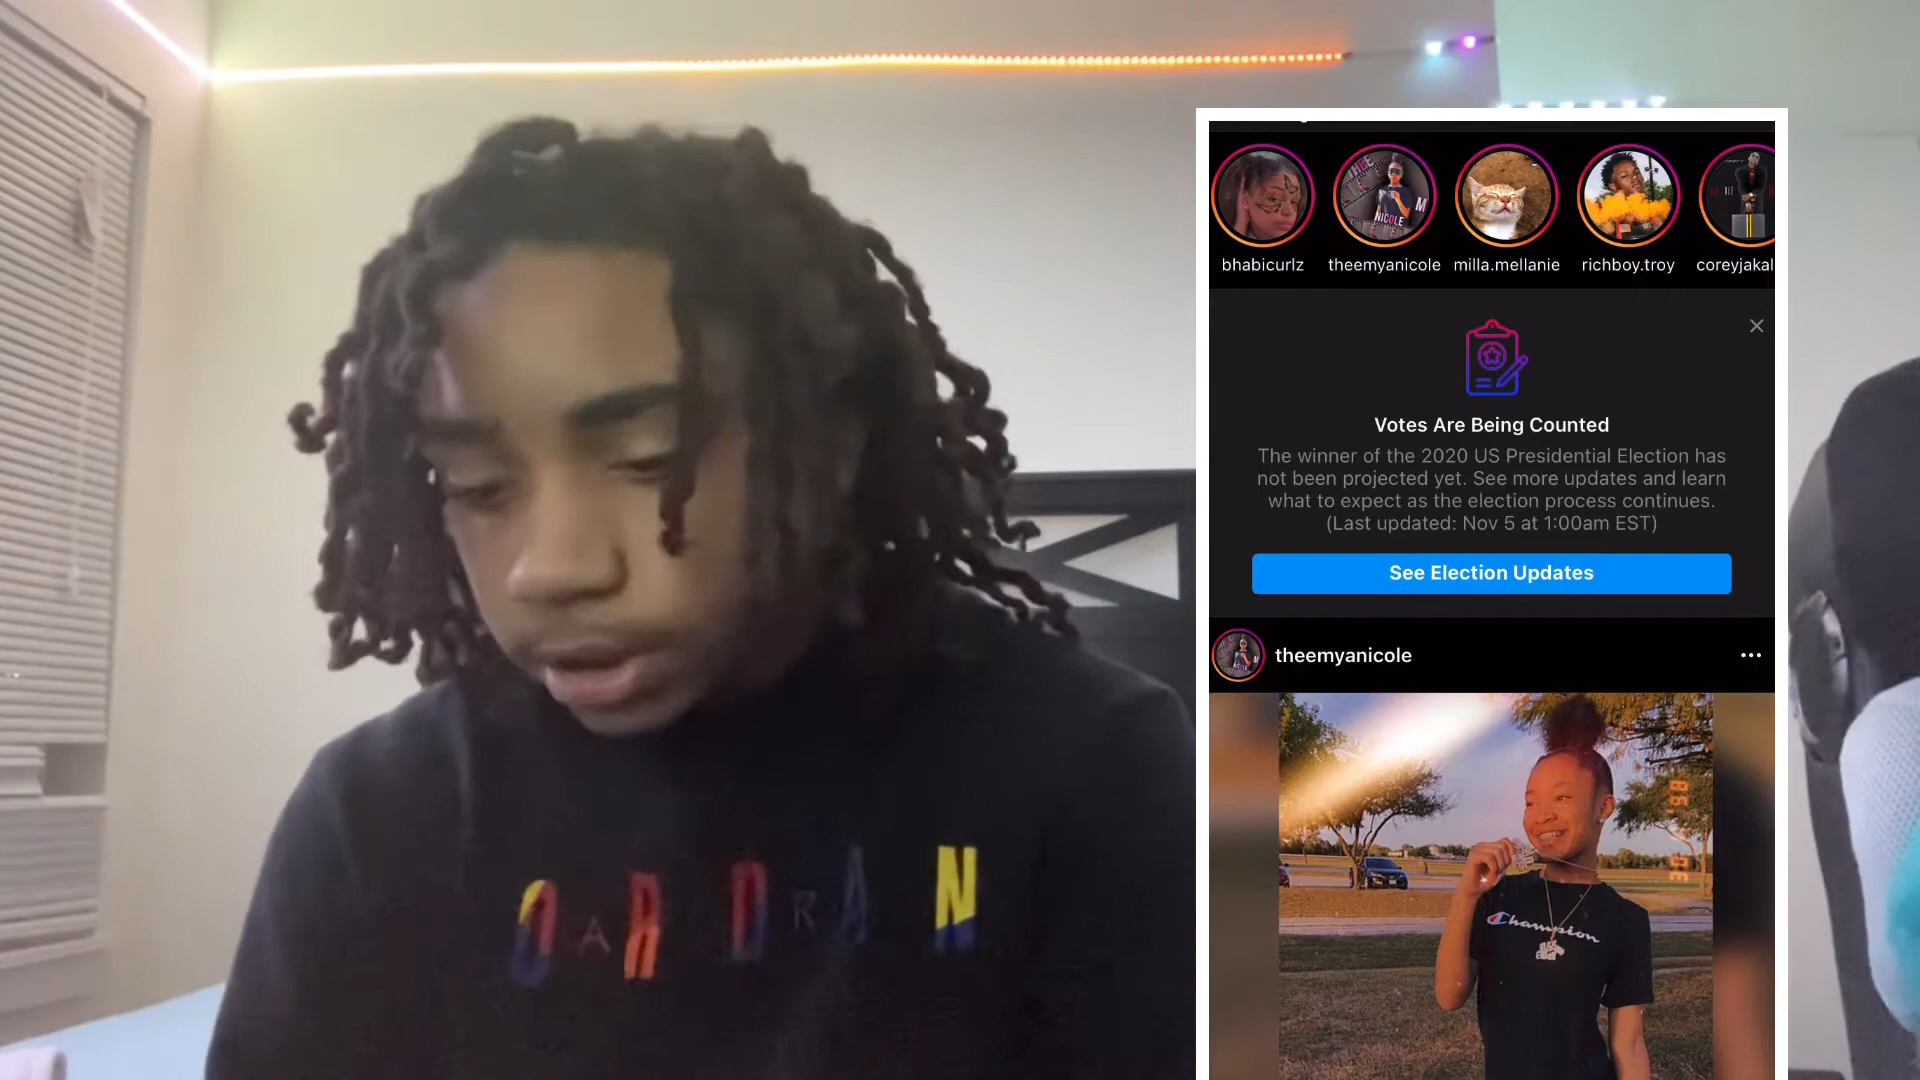 bhabicurlz
theemyanicole
milla.mellanie
richboy.troy
coreyjakal
NICOLE
M
Votes Are Being Counted
The winner of the 2020 US Presidential Election has
not been projected yet. See more updates and learn
what to expect as the election process continues.
(Last updated: Nov 5 at 1:00am EST)
See Election Updates
theemyanicole
Champion